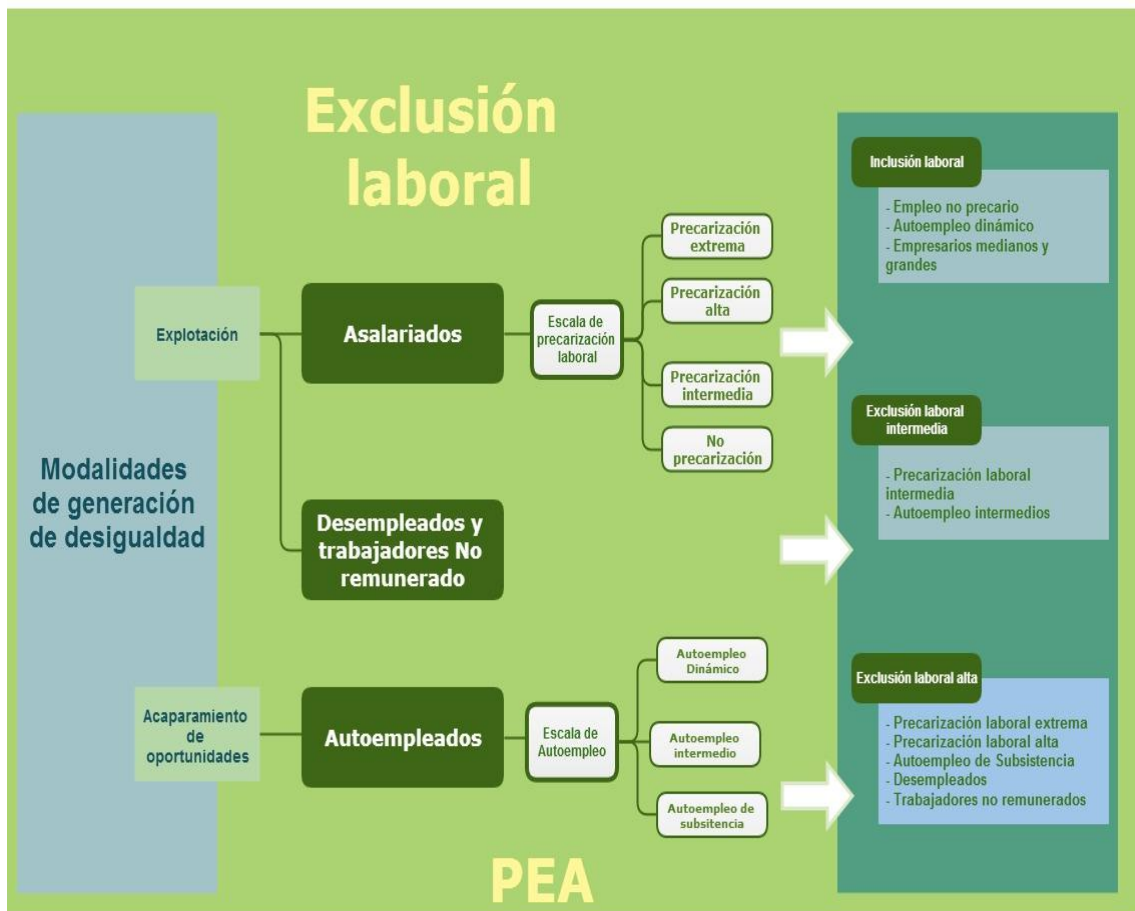 Exclusión
laboral
Modalidades
de generación
de desigualdad
Explotación
Asalariados
Escala de
precarización
laboral
Precarización
extrema
Precarización
alta
Precarización
intermedia
No
precarización
Desempleados y
trabajadores No
remunerado
Acaparamiento
de
oportunidades
Autoempleados
Escala de
Autoempleo
Autoempleo
Dinámico
Autoempleo
intermedio
Autoempleo de
subsitencia
Inclusión laboral
- Empleo no precario
- Autoempleo dinámico
- Empresarios medianos y
grandes
Exclusión laboral
intermedia
- Precarización laboral
intermedia
- Autoempleo intermedios
Exclusión laboral alta
- Precarización laboral extrema
- Precarización laboral alta
- Autoempleo de Subsistencia
- Desempleados
- Trabajadores no remunerados
PEA